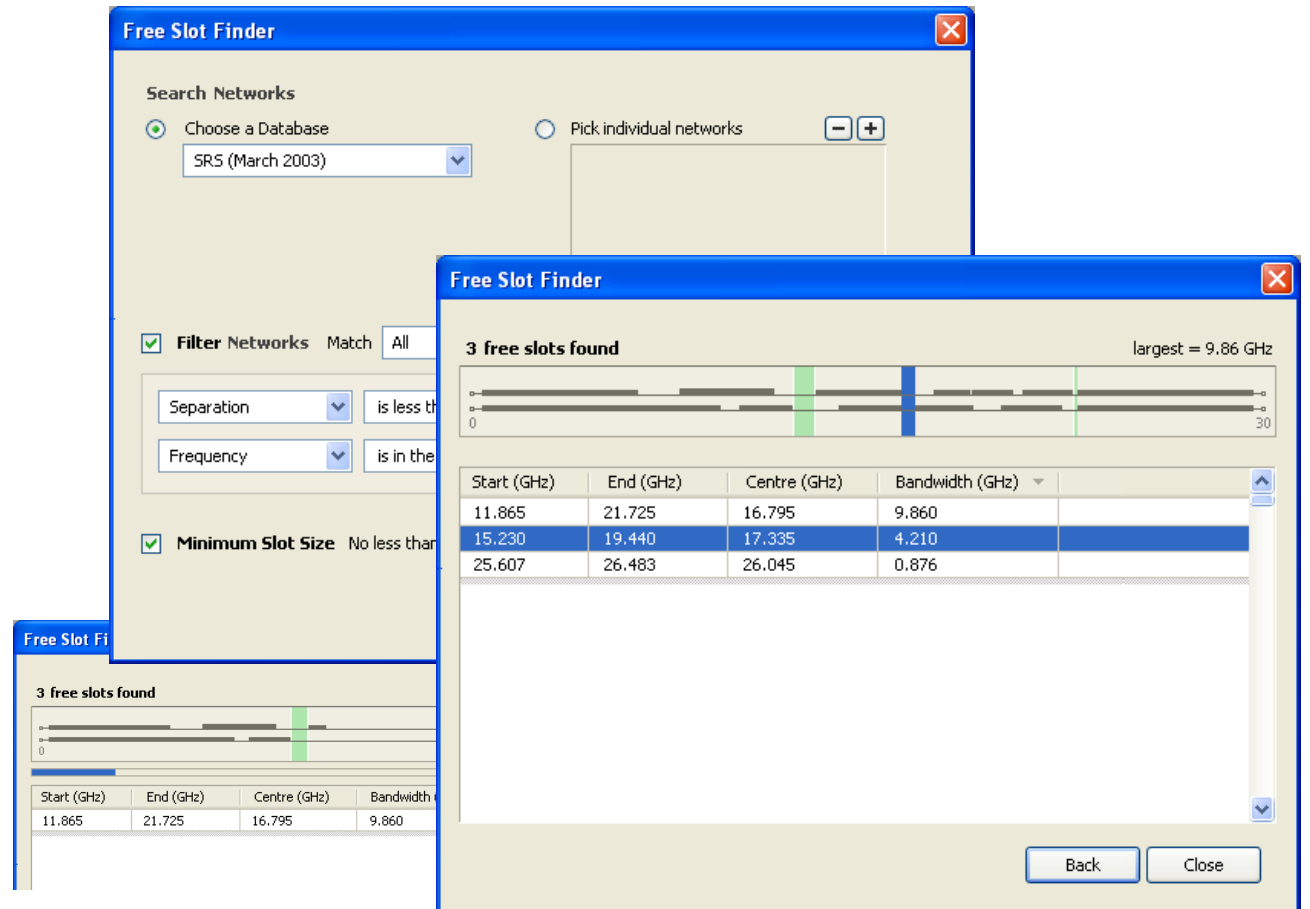 Free Slot Finder
Search Networks
Choose a Database
Pick individual networks
SRS (March 2003)
Filter Networks Match All
Separation is less th
Frequency is in the
Minimum Slot Size No less than
Free Slot Finder
3 free slots found largest = 9.86 GHz
0 30
Start (GHz) End (GHz) Centre (GHz) Bandwidth (GHz)
11.865 21.725 16.795 9.860
15.230 19.440 17.335 4.210
25.607 26.483 26.045 0.876
Back Close
Free Slot Fi
3 free slots found
0
Start (GHz) End (GHz) Centre (GHz) Bandwidth
11.865 21.725 16.795 9.860